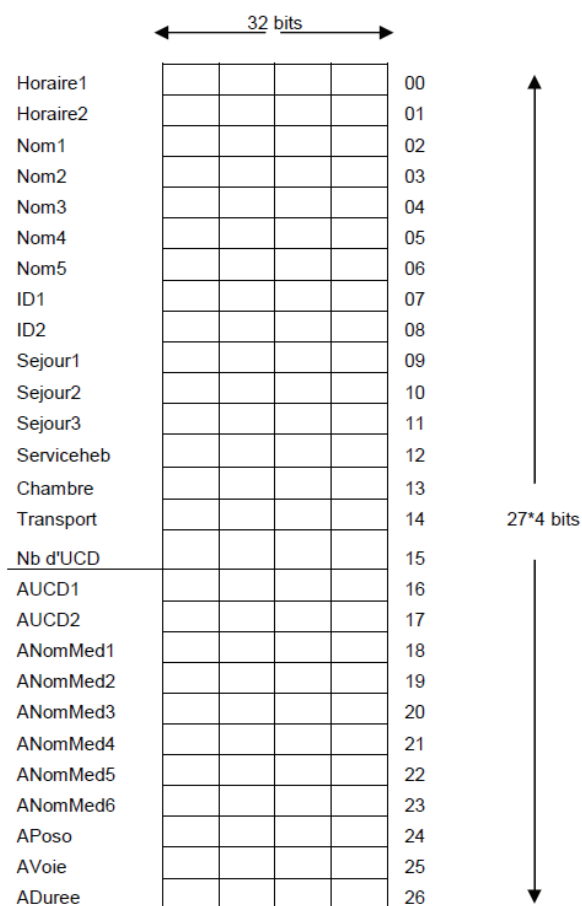 32 bits
Horaire1 00
Horaire2 01
Nom1 02
Nom2 03
Nom3 04
Nom4 05
Nom5 06
ID1 07
ID2 08
Sejour1 09
Sejour2 10
Sejour3 11
Serviceheb 12
Chambre 13
Transport 14 27*4 bits
Nb d'UCD 15
AUCD1 16
AUCD2 17
ANomMed1 18
ANomMed2 19
ANomMed3 20
ANomMed4 21
ANomMed5 22
ANomMed6 23
APoso 24
AVoie 25
ADuree 26